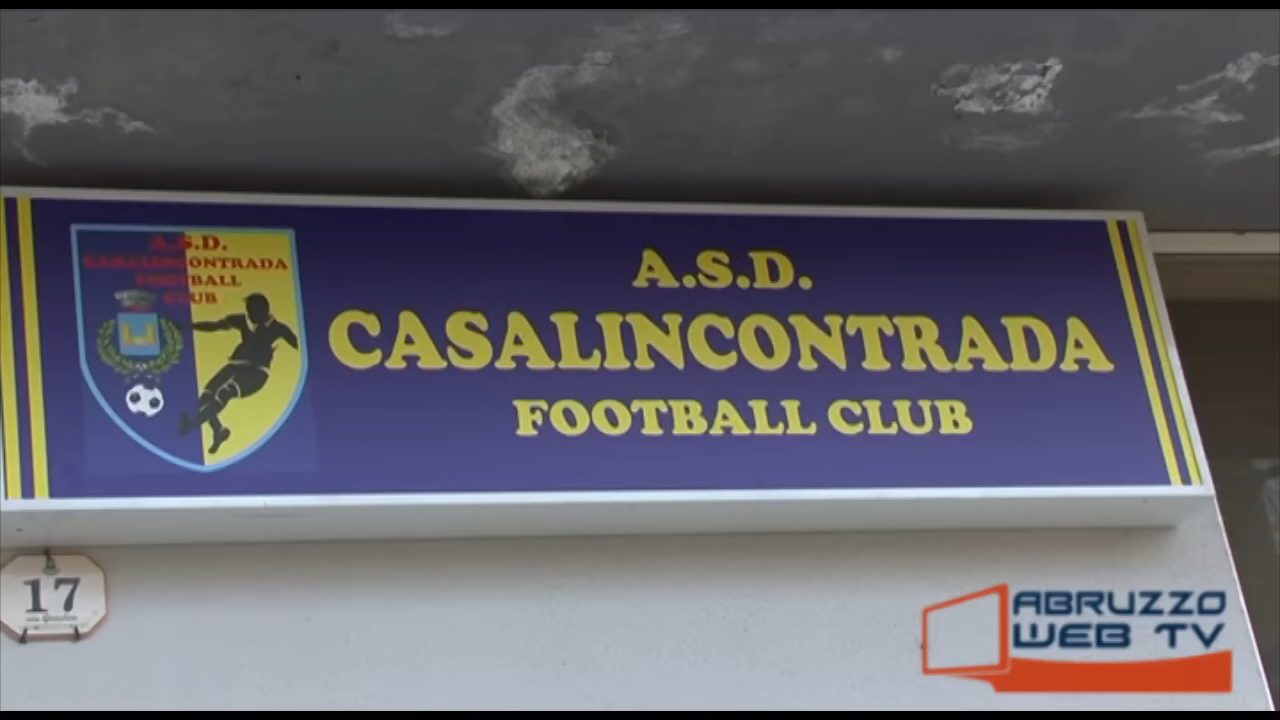 A.S.D.
CASALINCONTRADA
FOOTBALL
CLUB
A.S.D.
CASALINCONTRADA
FOOTBALL CLUB
17
ABRUZZO
WEB TV